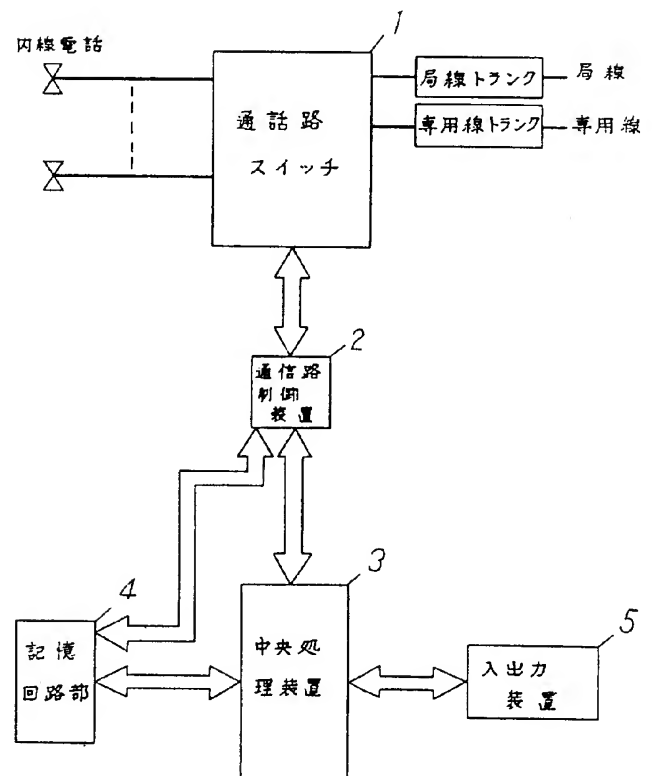 内線電話
1
通話路
スイッチ
局線トランク
局線
専用線トランク
専用線
2
通信路
制御
装置
3
中央処
理装置
4
記憶
回路部
5
入出力
装置